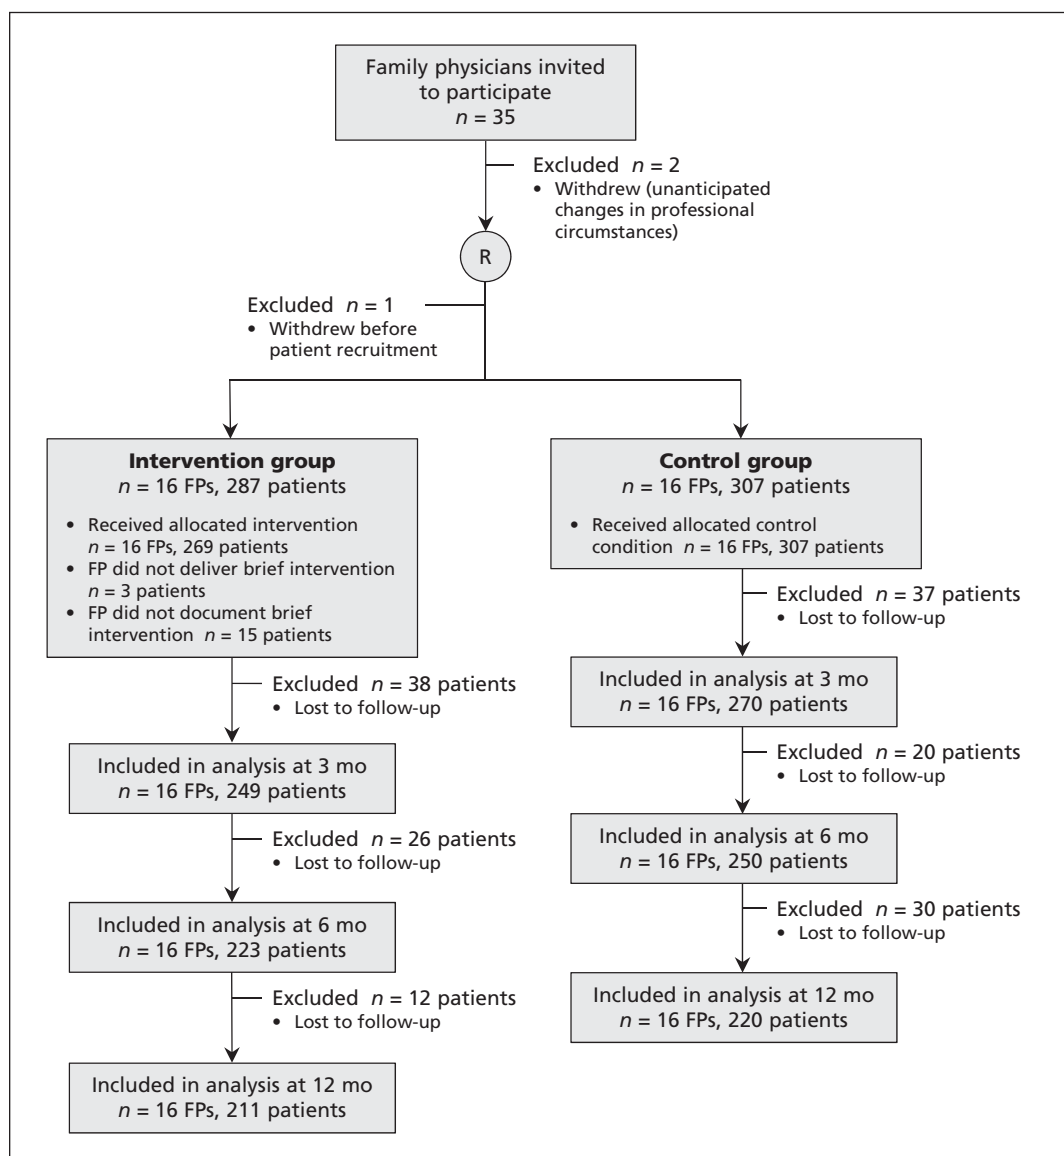 Family physicians invited
to participate
n = 35
Excluded n = 2
• Withdrew (unanticipated
changes in professional
circumstances)
R
Excluded n = 1
• Withdrew before
patient recruitment
Intervention group
n = 16 FPs, 287 patients
• Received allocated intervention
n = 16 FPs, 269 patients
• FP did not deliver brief intervention
n = 3 patients
• FP did not document brief
intervention n = 15 patients
Excluded n = 38 patients
• Lost to follow-up
Included in analysis at 3 mo
n = 16 FPs, 249 patients
Excluded n = 26 patients
• Lost to follow-up
Included in analysis at 6 mo
n = 16 FPs, 223 patients
Excluded n = 12 patients
• Lost to follow-up
Included in analysis at 12 mo
n = 16 FPs, 211 patients
Control group
n = 16 FPs, 307 patients
• Received allocated control
condition n = 16 FPs, 307 patients
Excluded n = 37 patients
• Lost to follow-up
Included in analysis at 3 mo
n = 16 FPs, 270 patients
Excluded n = 20 patients
• Lost to follow-up
Included in analysis at 6 mo
n = 16 FPs, 250 patients
Excluded n = 30 patients
• Lost to follow-up
Included in analysis at 12 mo
n = 16 FPs, 220 patients